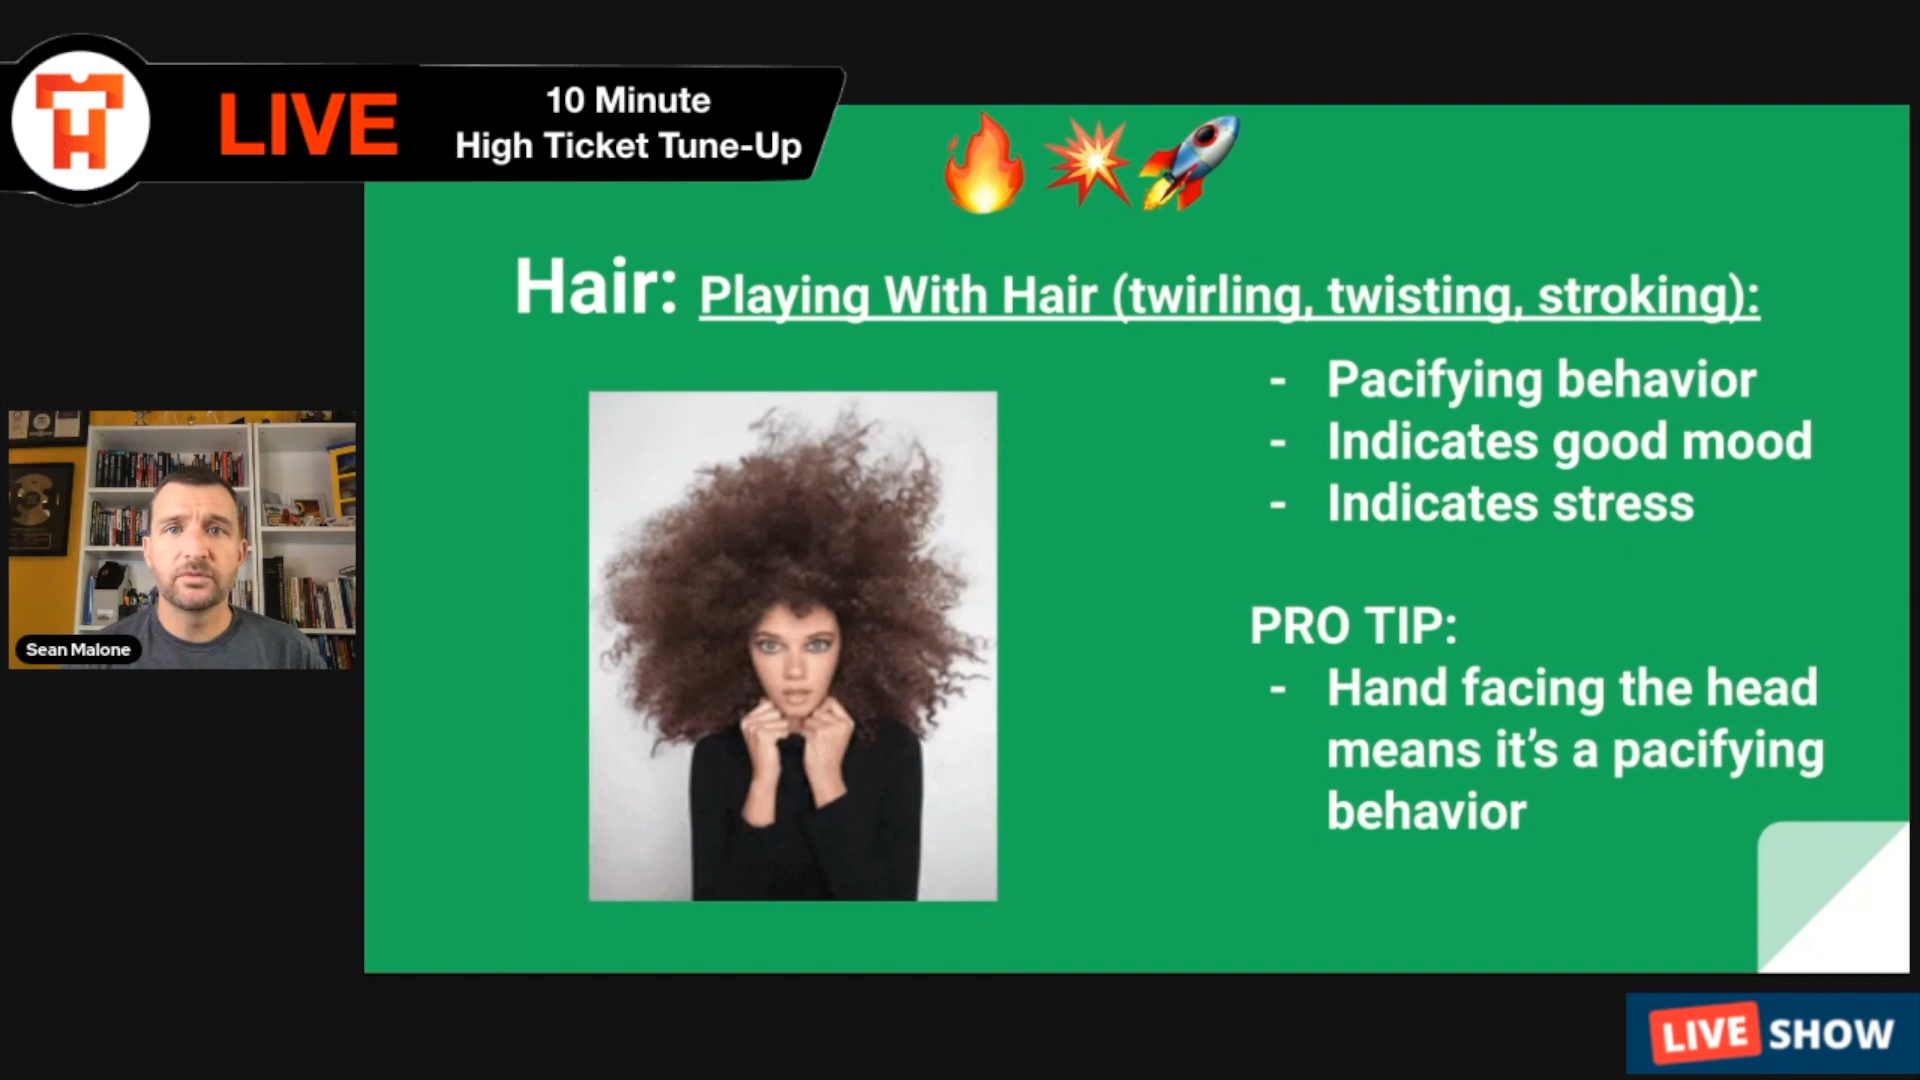 LIVE
10 Minute
High Ticket Tune-Up
Hair: Playing With Hair (twirling, twisting, stroking):
- Pacifying behavior
- Indicates good mood
- Indicates stress
PRO TIP:
- Hand facing the head
means it’s a pacifying
behavior
Sean Malone
LIVE SHOW